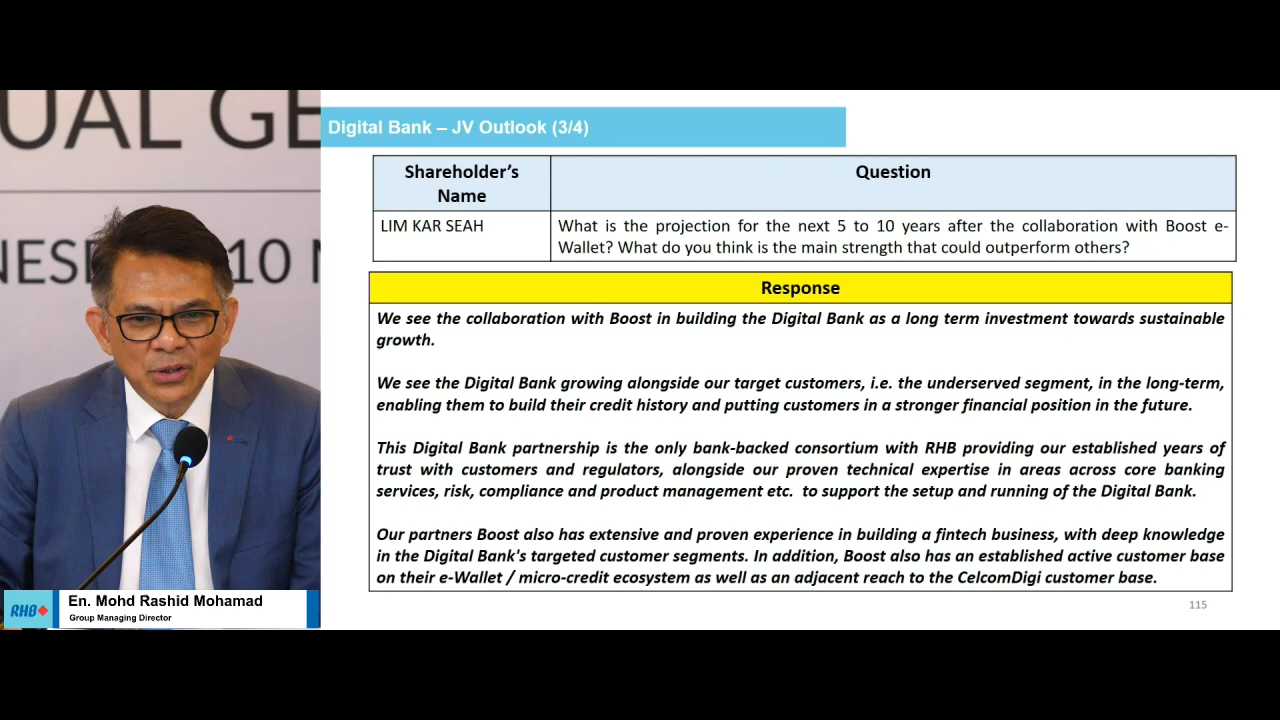 UAL GE
NESD
10
Digital Bank – JV Outlook (3/4)
Shareholder’s
Name
Question
LIM KAR SEAH
What is the projection for the next 5 to 10 years after the collaboration with Boost e-
Wallet? What do you think is the main strength that could outperform others?
Response
We see the collaboration with Boost in building the Digital Bank as a long term investment towards sustainable
growth.
We see the Digital Bank growing alongside our target customers, i.e. the underserved segment, in the long-term,
enabling them to build their credit history and putting customers in a stronger financial position in the future.
This Digital Bank partnership is the only bank-backed consortium with RHB providing our established years of
trust with customers and regulators, alongside our proven technical expertise in areas across core banking
services, risk, compliance and product management etc. to support the setup and running of the Digital Bank.
Our partners Boost also has extensive and proven experience in building a fintech business, with deep knowledge
in the Digital Bank's targeted customer segments. In addition, Boost also has an established active customer base
on their e-Wallet / micro-credit ecosystem as well as an adjacent reach to the CelcomDigi customer base.
115
RHB
En. Mohd Rashid Mohamad
Group Managing Director